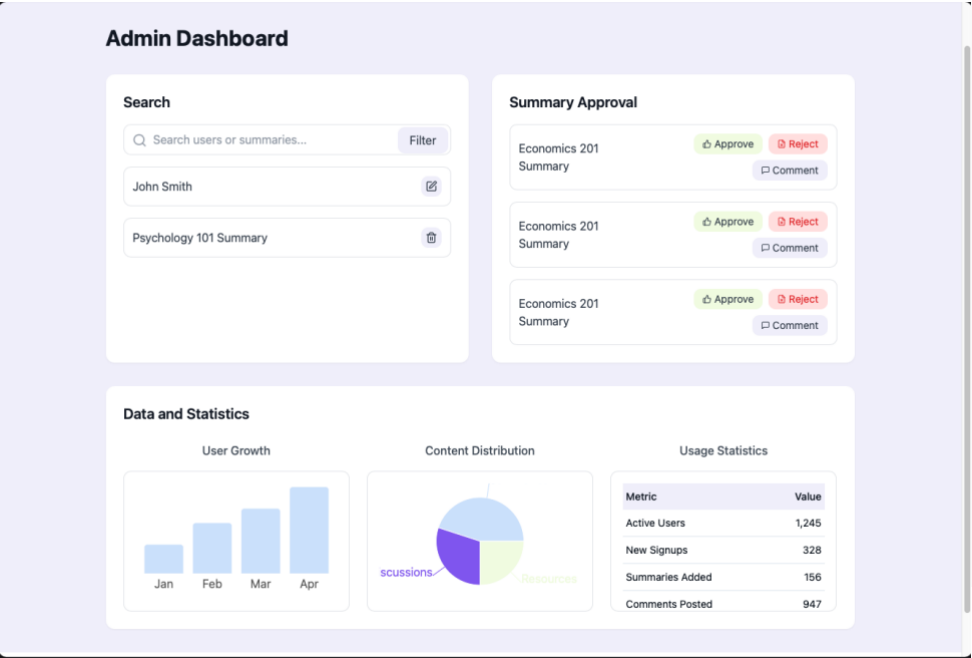 Admin Dashboard
Search
Search users or summaries...
Filter
John Smith
Psychology 101 Summary
Summary Approval
Economics 201
Summary
Approve
Reject
Comment
Economics 201
Summary
Approve
Reject
Comment
Economics 201
Summary
Approve
Reject
Comment
Data and Statistics
User Growth
Jan Feb Mar Apr
Content Distribution
scussions
Resources
Usage Statistics
Metric Value
Active Users 1,245
New Signups 328
Summaries Added 156
Comments Posted 947